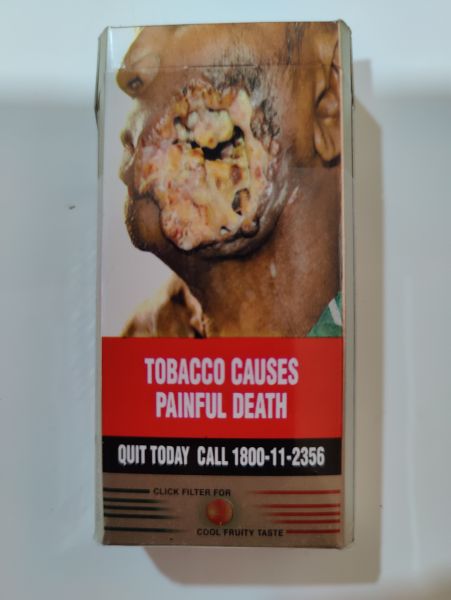 TOBACCO CAUSES
PAINFUL DEATH
QUIT TODAY CALL 1800-11-2356
CLICK FILTER FOR
COOL FRUITY TASTE